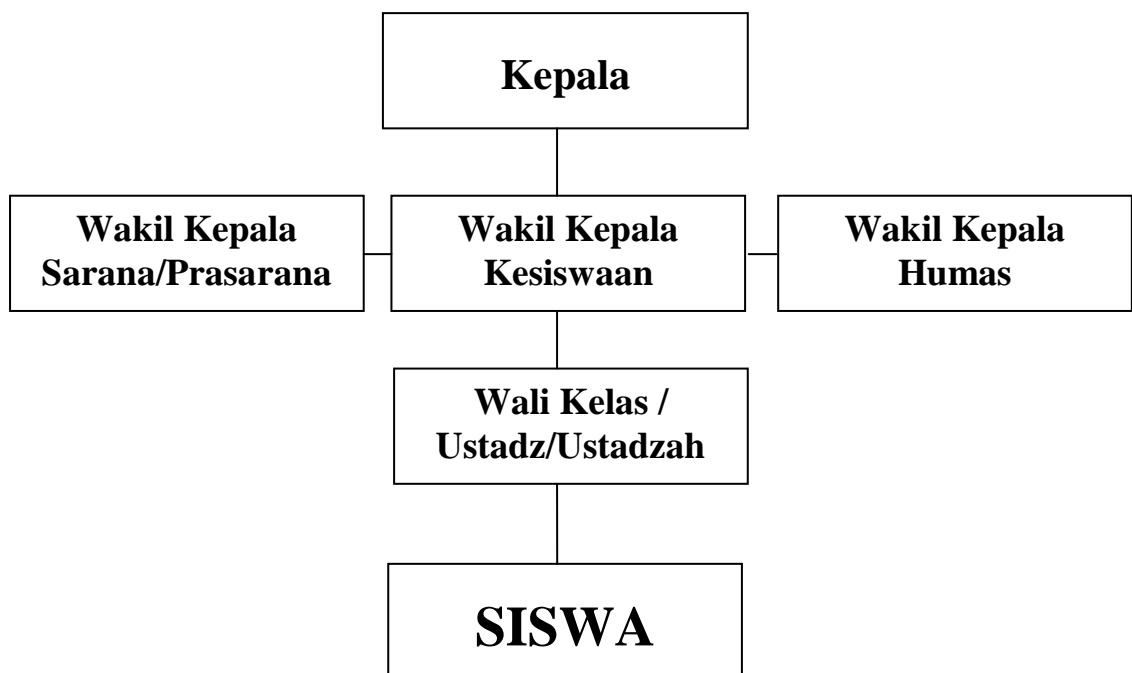 Kepala
Wakil Kepala
Sarana/Prasarana
Wakil Kepala
Kesiswaan
Wakil Kepala
Humas
Wali Kelas /
Ustadz/Ustadzah
SISWA